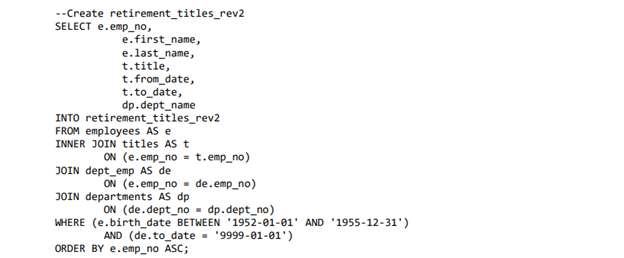 --Create retirement_titles_rev2
SELECT e.emp_no,
e.first_name,
e.last_name,
t.title,
t.from_date,
t.to_date,
dp.dept_name
INTO retirement_titles_rev2
FROM employees AS e
INNER JOIN titles AS t
ON (e.emp_no = t.emp_no)
JOIN dept_emp AS de
ON (e.emp_no = de.emp_no)
JOIN departments AS dp
ON (de.dept_no = dp.dept_no)
WHERE (e.birth_date BETWEEN '1952-01-01' AND '1955-12-31')
AND (de.to_date = '9999-01-01')
ORDER BY e.emp_no ASC;